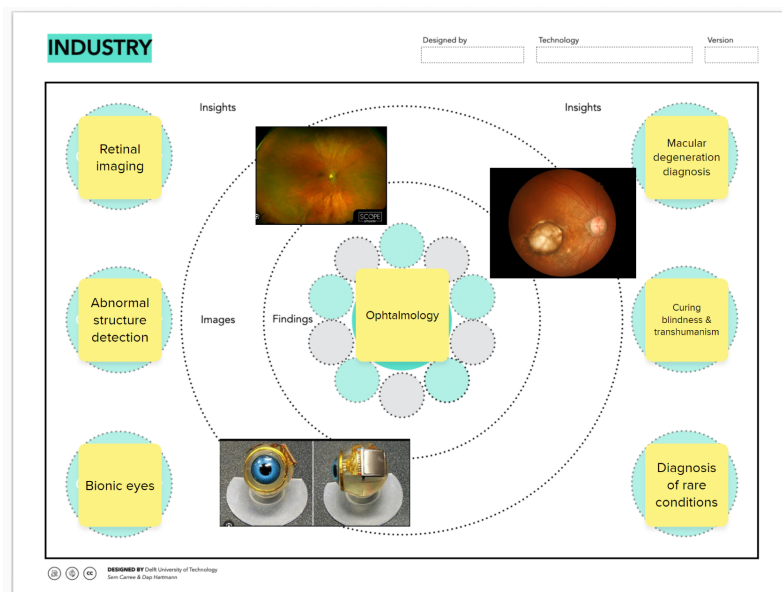 INDUSTRY
Designed by
Technology
Version
Insights
Insights
Retinal
imaging
SCOPE
Macular
degeneration
diagnosis
Abnormal
structure
detection
Images
Findings
Ophtalmology
Curing
blindness &
transhumanism
Bionic eyes
Diagnosis
of rare
conditions
cc
DESIGNED BY Delft University of Technology
Sem Carree & Dap Hartmann